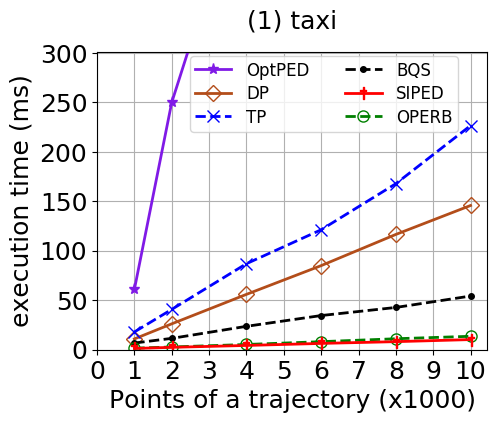 (1) taxi
execution time (ms)
300
250
200
150
100
50
0
OptPED
DP
TP
BQS
SIPED
OPERB
0 1 2 3 4 5 6 7 8 9 10
Points of a trajectory (x1000)